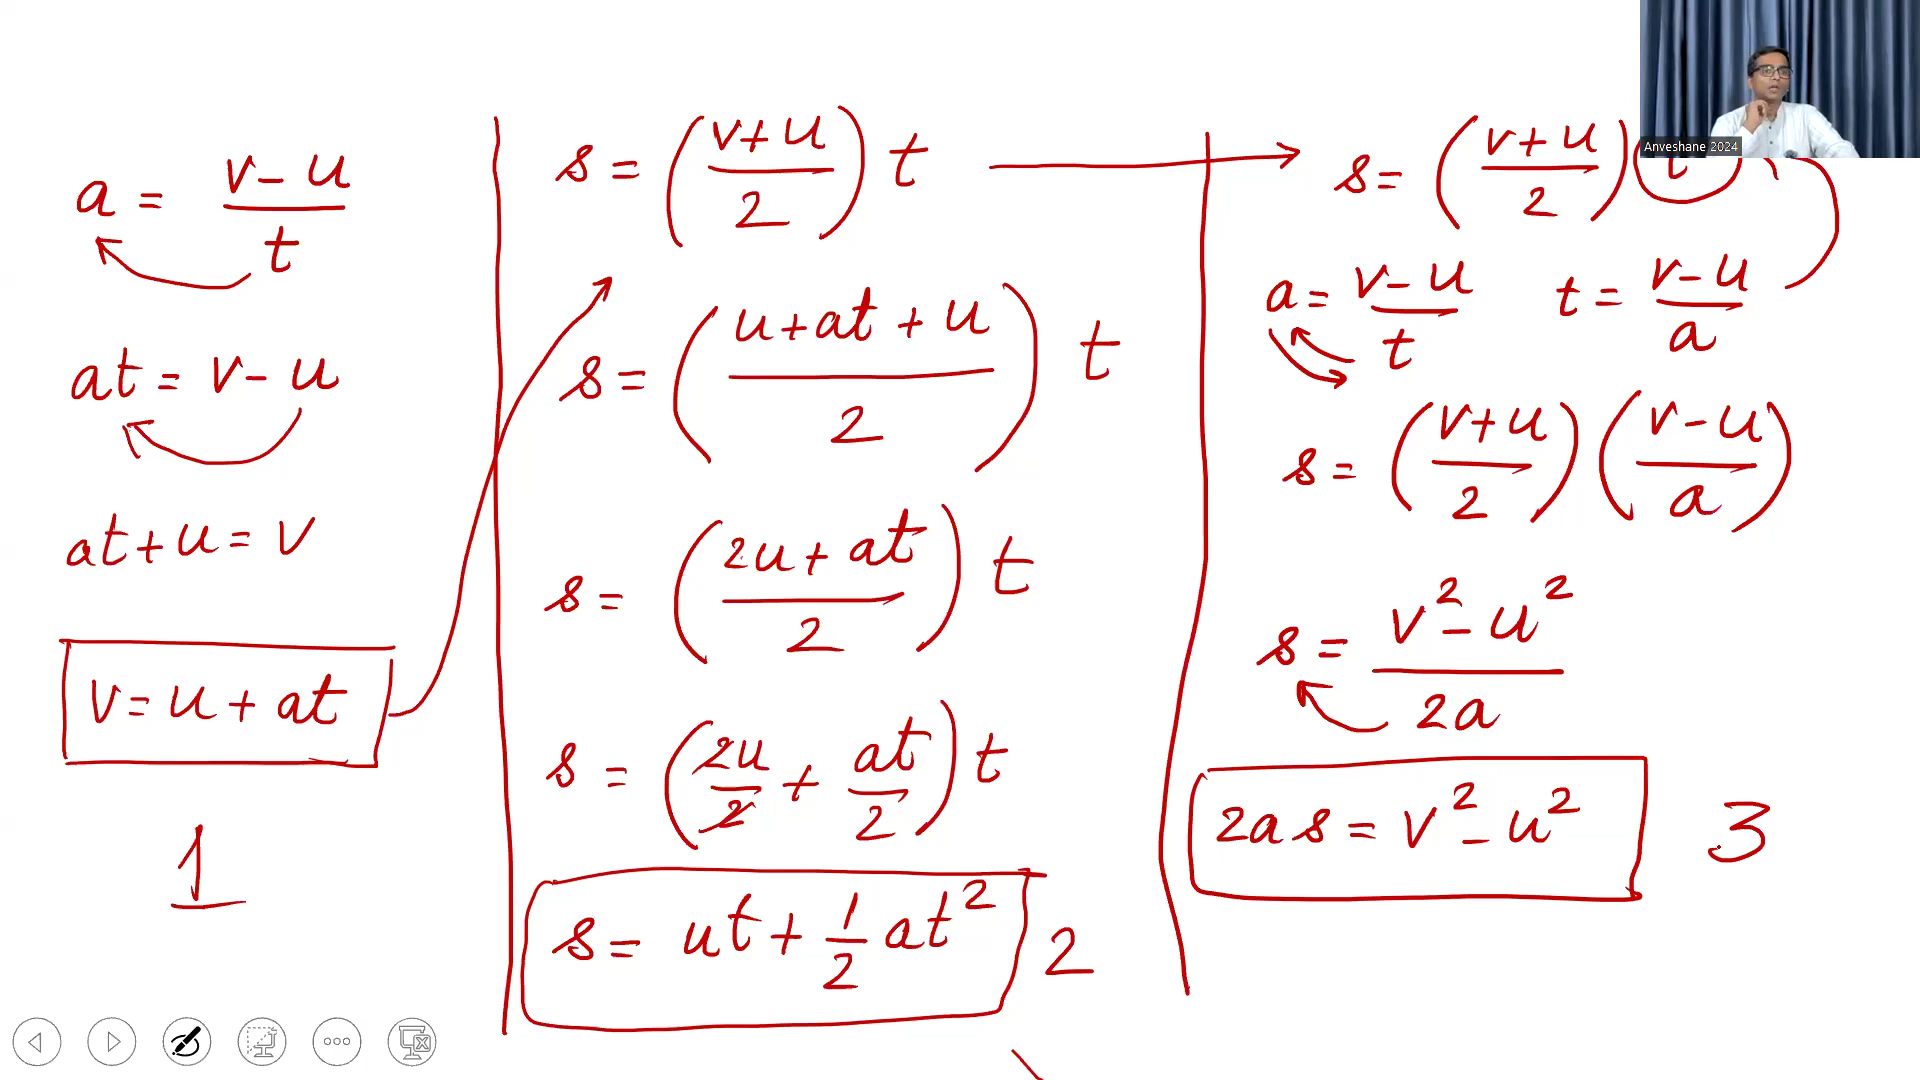 a = (v - u)/t
at = v - u
at + u = v
v = u + at
1
s = ((v + u)/2) t
s = ((u + at + u)/2) t
s = ((2u + at)/2) t
s = (2u/2 + at/2) t
s = ut + 1/2 at²
2
s = ((v + u)/2) t
a = (v - u)/t t = (v - u)/a
s = ((v + u)/2) ((v - u)/a)
s = (v² - u²)/2a
2as = v² - u²
3
Anveshane 2024